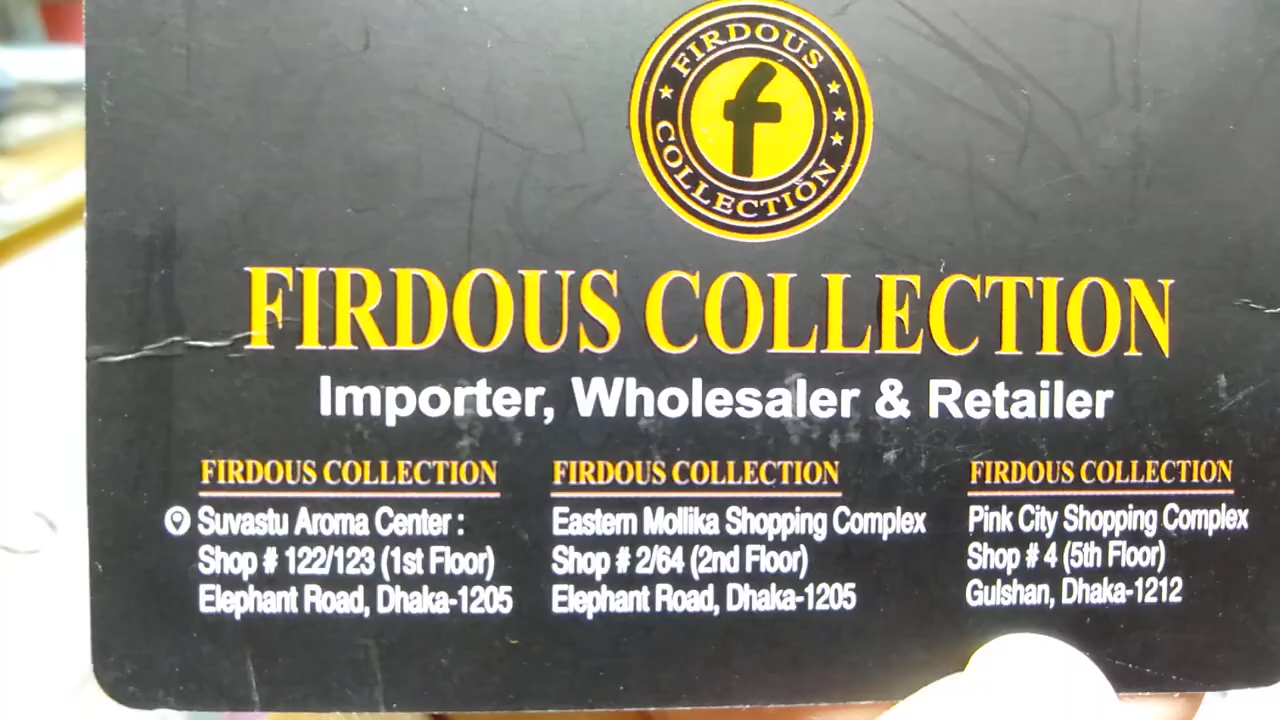 FIRDOUS
f
COLLECTION
FIRDOUS COLLECTION
Importer, Wholesaler & Retailer
FIRDOUS COLLECTION
Suvastu Aroma Center :
Shop # 122/123 (1st Floor)
Elephant Road, Dhaka-1205
FIRDOUS COLLECTION
Eastern Mollika Shopping Complex
Shop # 2/64 (2nd Floor)
Elephant Road, Dhaka-1205
FIRDOUS COLLECTION
Pink City Shopping Complex
Shop # 4 (5th Floor)
Gulshan, Dhaka-1212